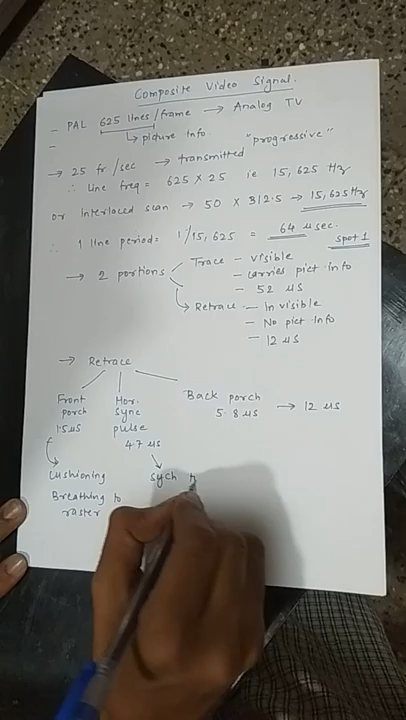 Composite Video Signal.
- PAL 625 lines/frame → Analog TV
- ↳ picture info.
→ 25 fr/sec → transmitted "progressive"
∴ Line freq = 625 X 25 ie 15,625 Hz
or Interlaced scan → 50 X 312.5 → 15,625 Hz
∴ 1 line period = 1/15,625 = 64 µsec.
spot 1
→ 2 portions
Trace - visible
- carries pict info
- 52 µs
↳ Retrace - In visible
- No pict info
- 12 µs
→ Retrace
Front porch
1.5µs
Hor. sync pulse
4.7 µs
Back porch
5.8 µs → 12 µs
Cushioning
Breathing to raster
Sych